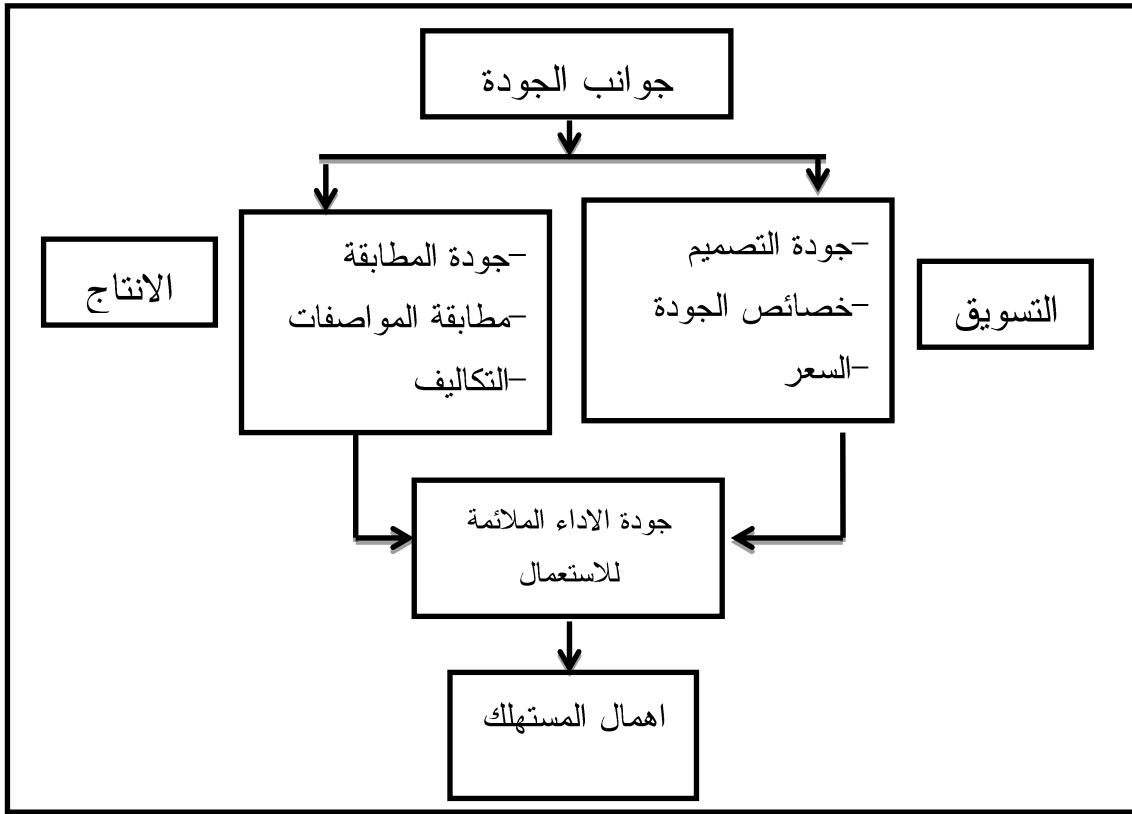 جوانب الجودة
التسويق
-جودة التصميم
-خصائص الجودة
-السعر
-جودة المطابقة
-مطابقة المواصفات
-التكاليف
الانتاج
جودة الاداء الملائمة
للاستعمال
اهمال المستهلك